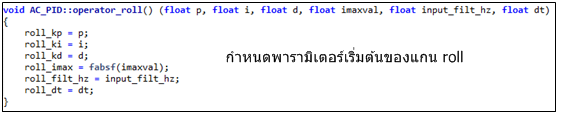 void AC_PID::operator_roll() (float p, float i, float d, float imaxval, float input_filt_hz, float dt)
{
    roll_kp = p;
    roll_ki = i;
    roll_kd = d;
    roll_imax = fabsf(imaxval);
    roll_filt_hz = input_filt_hz;
    roll_dt = dt;
}
กำหนดพารามิเตอร์เริ่มต้นของแกน roll